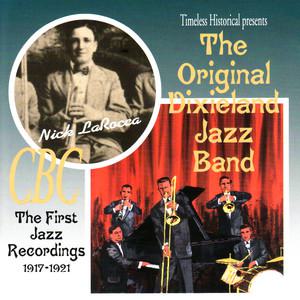 Timeless Historical presents
The
Original
Dixieland
Jazz
Band
Nick LaRocca
CBC
The First
Jazz
Recordings
1917-1921